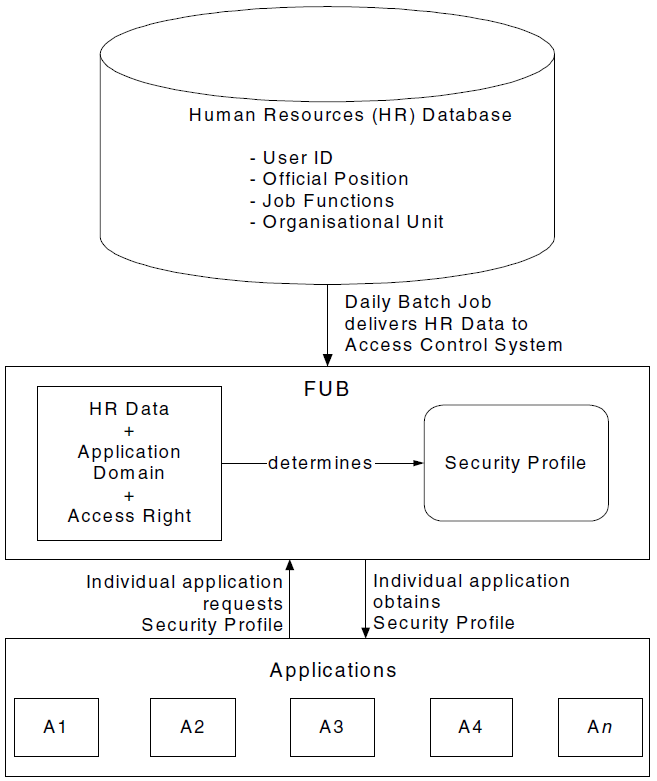 Human Resources (HR) Database
- User ID
- Official Position
- Job Functions
- Organisational Unit
Daily Batch Job
delivers HR Data to
Access Control System
FUB
HR Data
+
Application
Domain
+
Access Right
determines
Security Profile
Individual application
requests
Security Profile
Individual application
obtains
Security Profile
Applications
A1
A2
A3
A4
An